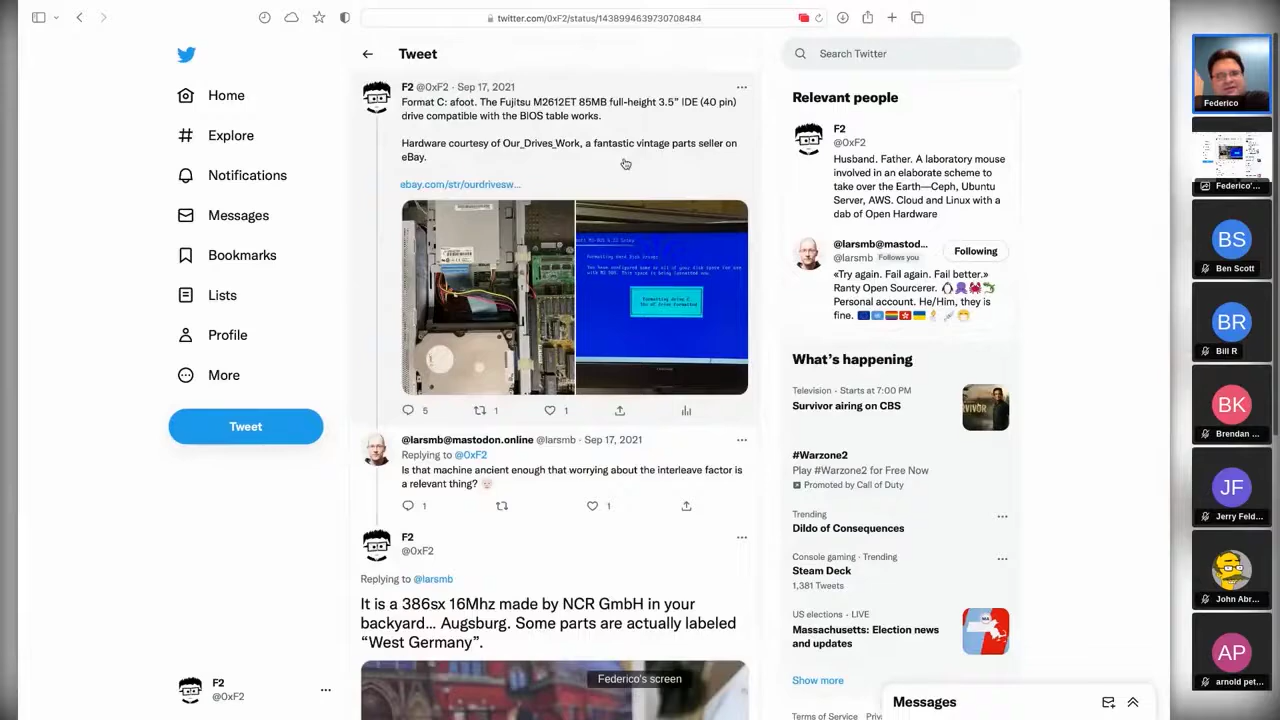 twitter.com/0xF2/status/1438994639730708484
Tweet
Search Twitter
Home
Explore
Notifications
Messages
Bookmarks
Lists
Profile
More
Tweet
F2
@0xF2
F2 @0xF2 · Sep 17, 2021
Format C: afoot. The Fujitsu M2612ET 85MB full-height 3.5" IDE (40 pin)
drive compatible with the BIOS table works.
Hardware courtesy of Our_Drives_Work, a fantastic vintage parts seller on
eBay.
ebay.com/str/ourdrivesw...
5
1
1
@larsmb@mastodon.online @larsmb · Sep 17, 2021
Replying to @0xF2
Is that machine ancient enough that worrying about the interleave factor is
a relevant thing?
1
1
F2
@0xF2
Replying to @larsmb
It is a 386sx 16Mhz made by NCR GmbH in your
backyard... Augsburg. Some parts are actually labeled
“West Germany”.
Federico's screen
Relevant people
F2
@0xF2
Husband. Father. A laboratory mouse
involved in an elaborate scheme to
take over the Earth—Ceph, Ubuntu
Server, AWS. Cloud and Linux with a
dab of Open Hardware
@larsmb@mastod...
@larsmb Follows you
Following
«Try again. Fail again. Fail better.»
Ranty Open Sourcerer.
Personal account. He/Him, they is
fine.
What's happening
Television · Starts at 7:00 PM
Survivor airing on CBS
#Warzone2
Play #Warzone2 for Free Now
Promoted by Call of Duty
Trending
Dildo of Consequences
Console gaming · Trending
Steam Deck
1,381 Tweets
US elections · LIVE
Massachusetts: Election news
and updates
Show more
Terms of Service
Messages
Federico
Federico'...
BS
Ben Scott
BR
Bill R
BK
Brendan ...
JF
Jerry Feld...
John Abr...
AP
arnold pet...